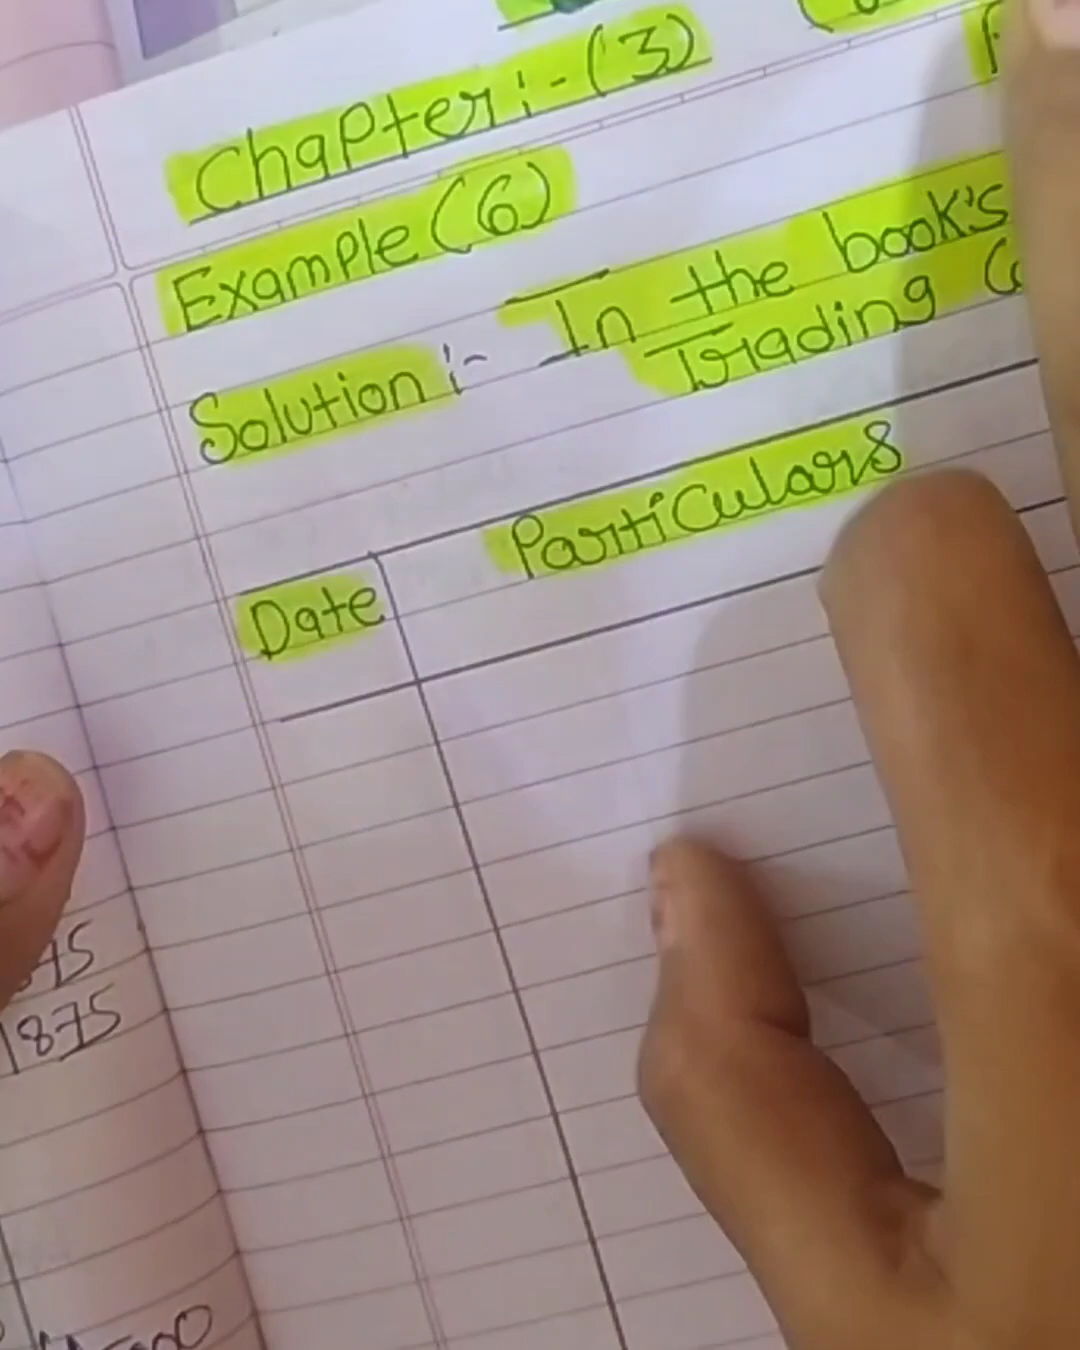 Chapter:-(3)
Example(6)
Solution:- In the book's
Trading
Date Particulars
1875